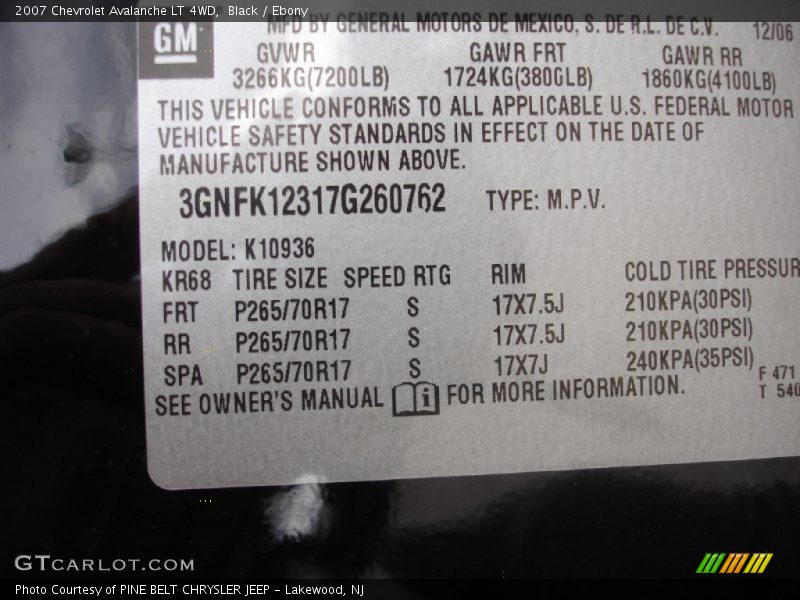 2007 Chevrolet Avalanche LT 4WD, Black / Ebony
MFD BY GENERAL MOTORS DE MEXICO, S. DE R.L. DE C.V. 12/06
GM
GVWR GAWR FRT GAWR RR
3266KG(7200LB) 1724KG(3800LB) 1860KG(4100LB)
THIS VEHICLE CONFORMS TO ALL APPLICABLE U.S. FEDERAL MOTOR
VEHICLE SAFETY STANDARDS IN EFFECT ON THE DATE OF
MANUFACTURE SHOWN ABOVE.
3GNFK12317G260762 TYPE: M.P.V.
MODEL: K10936
KR68 TIRE SIZE SPEED RTG RIM COLD TIRE PRESSUR
FRT P265/70R17 S 17X7.5J 210KPA(30PSI)
RR P265/70R17 S 17X7.5J 210KPA(30PSI)
SPA P265/70R17 S 17X7J 240KPA(35PSI)
F 471
SEE OWNER'S MANUAL i FOR MORE INFORMATION.
T 540
GTCARLOT.COM
Photo Courtesy of PINE BELT CHRYSLER JEEP - Lakewood, NJ